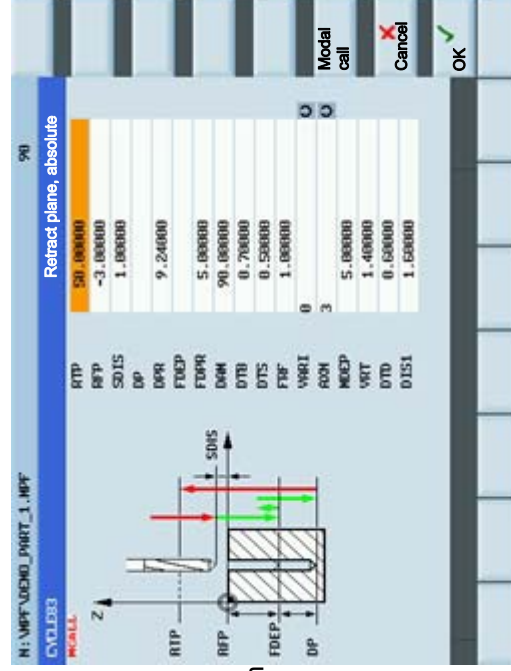 N:\MPF\DEMO_PART_1.MPF 90
CYCLE83 Retract plane, absolute
MCALL
Z
SDIS
RTP
RFP
FDEP
DP
RTP 50.00000
RFP -3.00000
SDIS 1.00000
DP
DPR 9.24000
FDEP
FDPR 5.00000
DAM 90.00000
DTB 0.70000
DTS 0.50000
FRF 1.00000
VARI 0
AXN 3
MDEP 5.00000
VRT 1.40000
DTD 0.60000
DIS1 1.60000
Modal
call
Cancel
OK